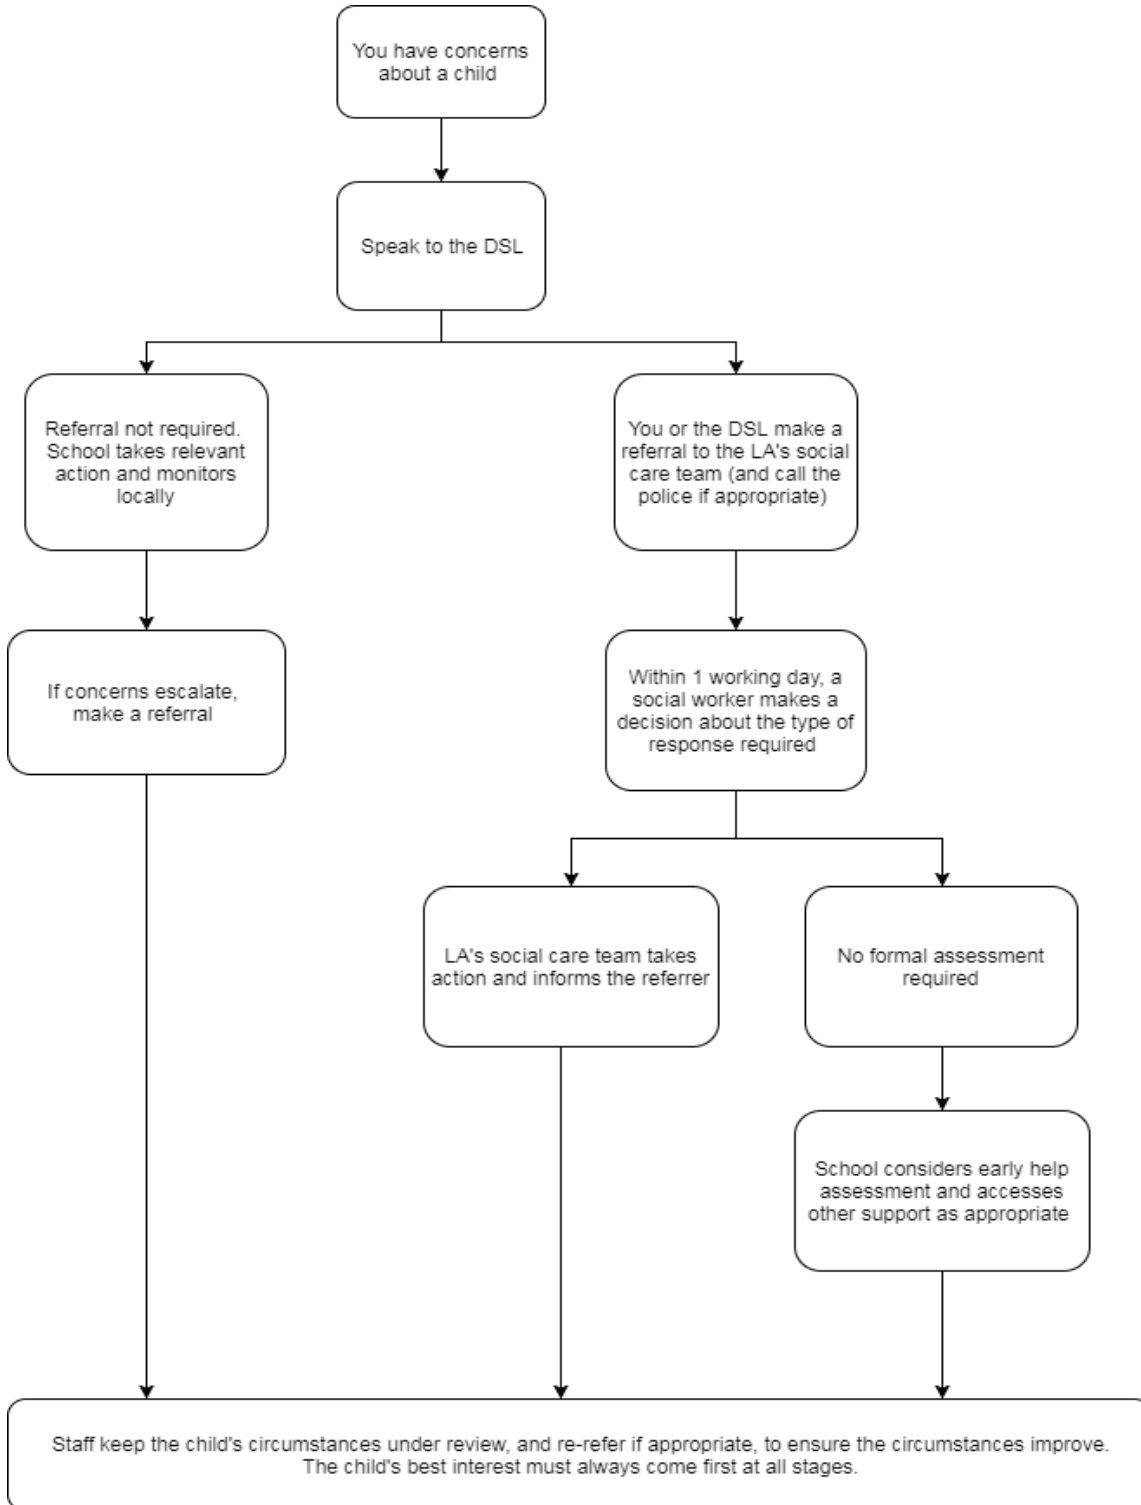 You have concerns
about a child
Speak to the DSL
Referral not required.
School takes relevant
action and monitors
locally
You or the DSL make a
referral to the LA's social
care team (and call the
police if appropriate)
If concerns escalate,
make a referral
Within 1 working day, a
social worker makes a
decision about the type of
response required
LA's social care team takes
action and informs the referrer
No formal assessment
required
School considers early help
assessment and accesses
other support as appropriate
Staff keep the child's circumstances under review, and re-refer if appropriate, to ensure the circumstances improve.
The child's best interest must always come first at all stages.